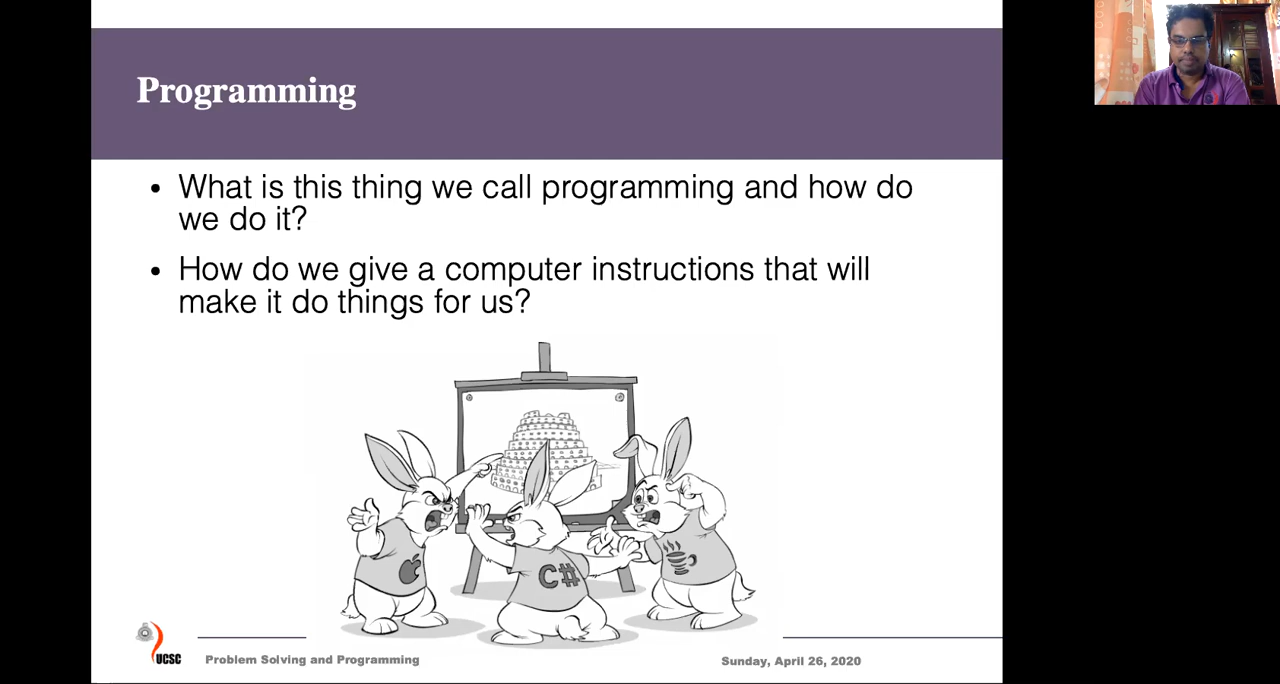 Programming
• What is this thing we call programming and how do
we do it?
• How do we give a computer instructions that will
make it do things for us?
C#
UCSC
Problem Solving and Programming
Sunday, April 26, 2020